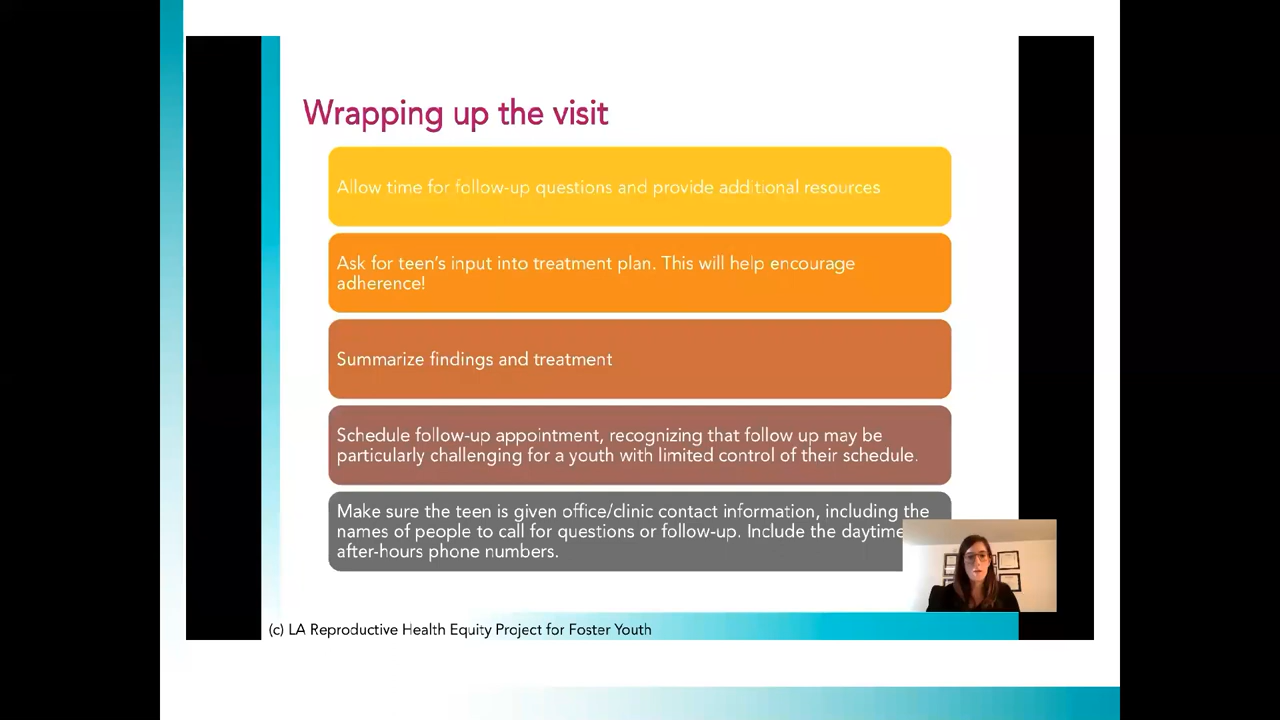 Wrapping up the visit
Allow time for follow-up questions and provide additional resources
Ask for teen's input into treatment plan. This will help encourage
adherence!
Summarize findings and treatment
Schedule follow-up appointment, recognizing that follow up may be
particularly challenging for a youth with limited control of their schedule.
Make sure the teen is given office/clinic contact information, including the
names of people to call for questions or follow-up. Include the daytime
after-hours phone numbers.
(c) LA Reproductive Health Equity Project for Foster Youth